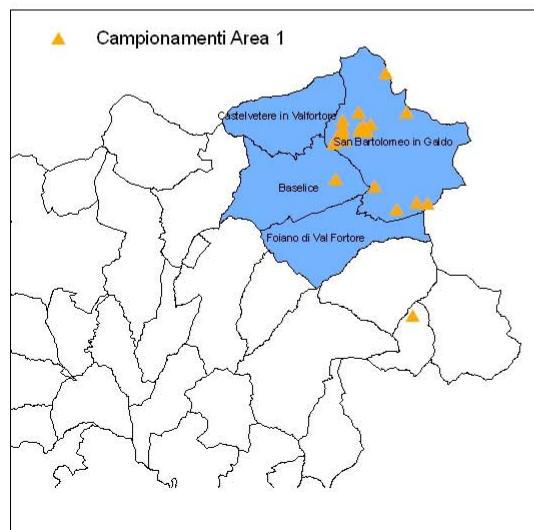 Campionamenti Area 1
Castelvetere in Valfortore
San Bartolomeo in Galdo
Baselice
Foiano di Val Fortore